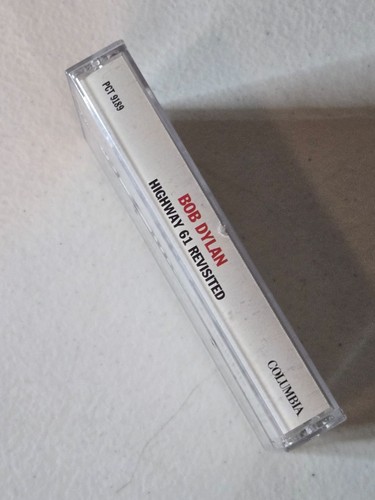 PCT 9189
BOB DYLAN
HIGHWAY 61 REVISITED
COLUMBIA